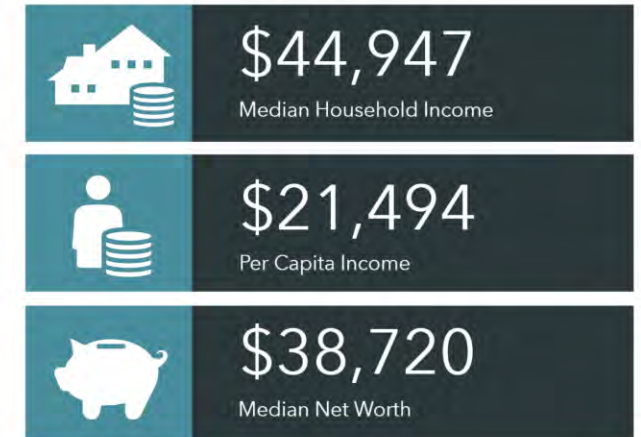 $44,947
Median Household Income
$21,494
Per Capita Income
$38,720
Median Net Worth